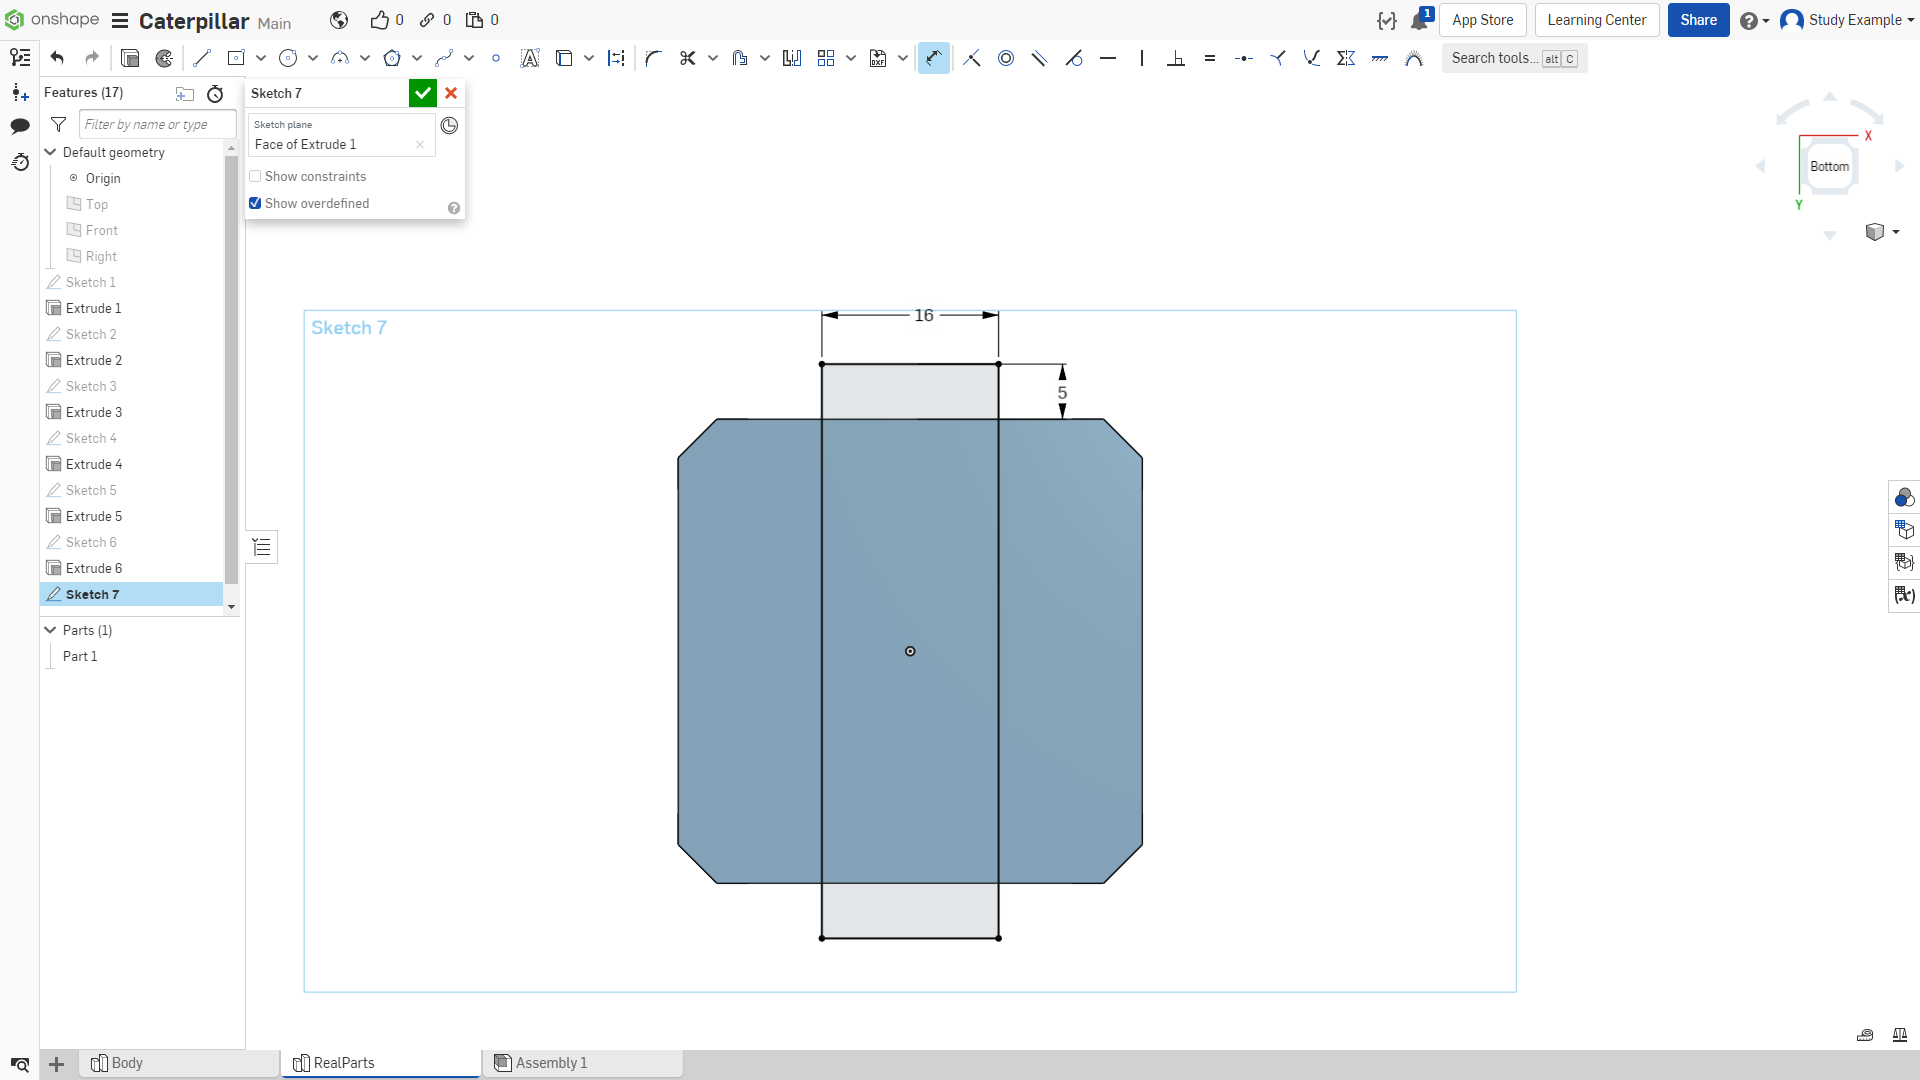 onshape Caterpillar Main 0 0 0 1 App Store Learning Center Share Study Example
Search tools... alt C
Features (17)
Filter by name or type
Default geometry
Origin
Top
Front
Right
Sketch 1
Extrude 1
Sketch 2
Extrude 2
Sketch 3
Extrude 3
Sketch 4
Extrude 4
Sketch 5
Extrude 5
Sketch 6
Extrude 6
Sketch 7
Parts (1)
Part 1
Sketch 7
Sketch plane
Face of Extrude 1
Show constraints
Show overdefined
Sketch 7
16
5
X
Bottom
Y
Body RealParts Assembly 1